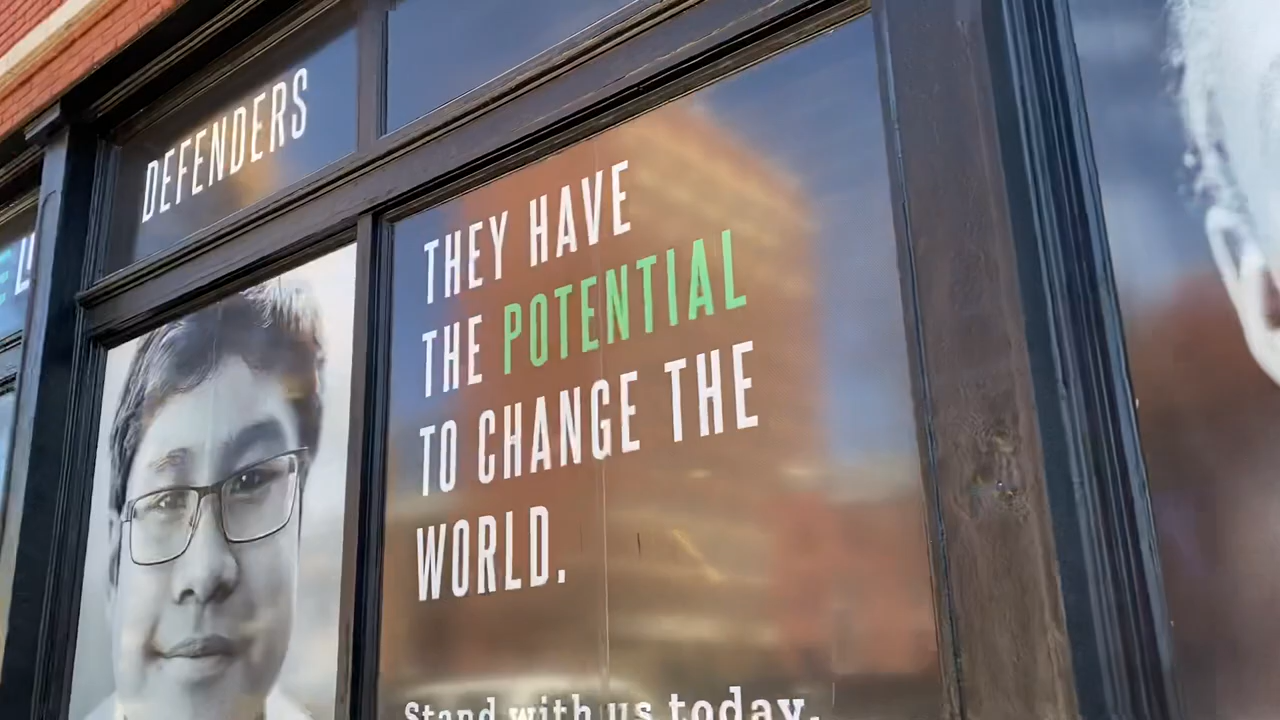 DEFENDERS
THEY HAVE
THE POTENTIAL
TO CHANGE THE
WORLD.
Stand with us today.